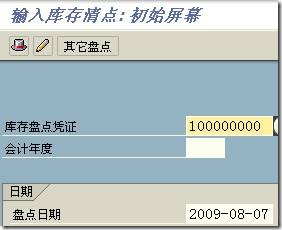 输入库存清点:初始屏幕
其它盘点
库存盘点凭证 100000000
会计年度
日期
盘点日期 2009-08-07